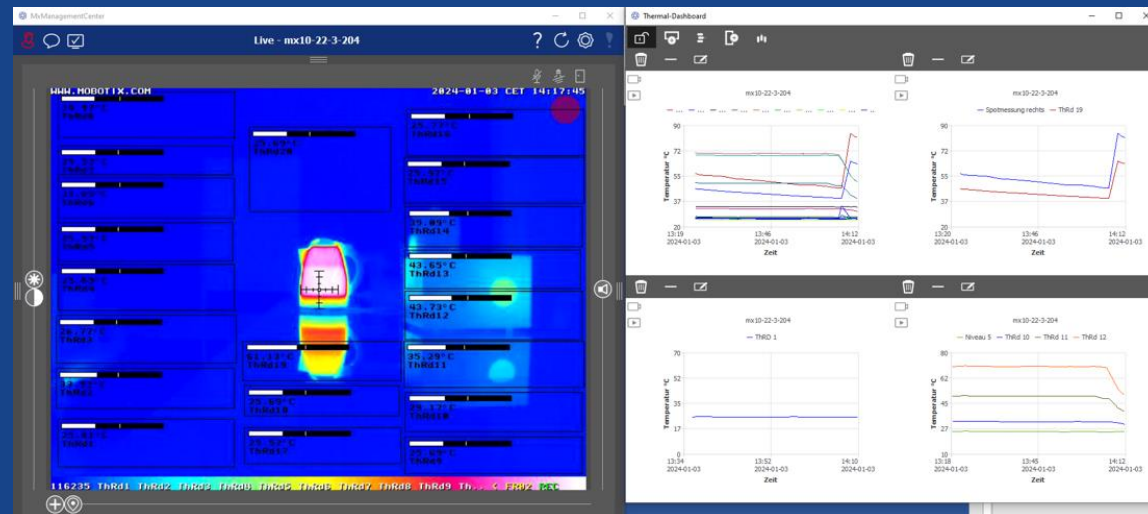 MxManagementCenter
Live - mx10-22-3-204
WWW.MOBOTIX.COM
2024-01-03 CET 14:17:45
ThRd20
ThRd15
39.09°C
ThRd14
43.65°C
ThRd13
43.73°C
ThRd12
35.29°C
ThRd11
ThRd19
ThRd10
ThRd9
ThRd18
ThRd17
ThRd3
ThRd2
ThRd1
116235 ThRd1 ThRd2 ThRd3 ThRd4 ThRd5 ThRd6 ThRd7 ThRd8 ThRd9 Th.. < REC
Thermal-Dashboard
mx10-22-3-204
90
72
55
37
20
Temperatur °C
13:19 13:46 14:12
2024-01-03 2024-01-03 2024-01-03
Zeit
mx10-22-3-204
Spotmessung rechts ThRd 19
90
72
55
37
20
Temperatur °C
13:20 13:46 14:12
2024-01-03 2024-01-03 2024-01-03
Zeit
mx10-22-3-204
ThRD 1
70
52
35
17
0
Temperatur °C
13:34 13:52 14:10
2024-01-03 2024-01-03 2024-01-03
Zeit
mx10-22-3-204
Niveau 5 ThRd 10 ThRd 11 ThRd 12
80
62
45
27
10
Temperatur °C
13:18 13:45 14:12
2024-01-03 2024-01-03 2024-01-03
Zeit